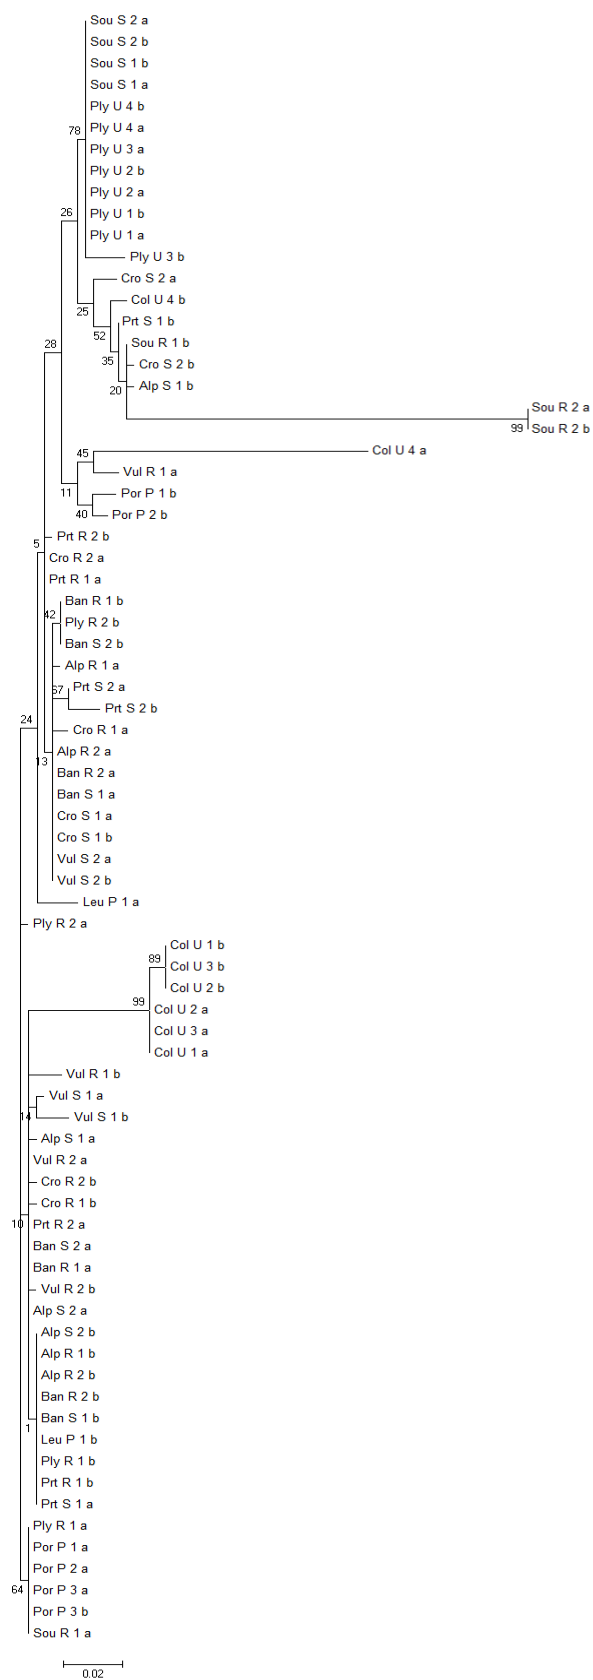 Sou S 2 a
Sou S 2 b
Sou S 1 b
Sou S 1 a
Ply U 4 b
78 Ply U 4 a
Ply U 3 a
Ply U 2 b
Ply U 2 a
26 Ply U 1 b
Ply U 1 a
Ply U 3 b
Cro S 2 a
25 Col U 4 b
Prt S 1 b
52
28 Sou R 1 b
35 Cro S 2 b
20 Alp S 1 b
Sou R 2 a
99 Sou R 2 b
45 Col U 4 a
Vul R 1 a
11 Por P 1 b
40 Por P 2 b
Prt R 2 b
5
Cro R 2 a
Prt R 1 a
Ban R 1 b
42
Ply R 2 b
Ban S 2 b
Alp R 1 a
67 Prt S 2 a
Prt S 2 b
24 Cro R 1 a
Alp R 2 a
13
Ban R 2 a
Ban S 1 a
Cro S 1 a
Cro S 1 b
Vul S 2 a
Vul S 2 b
Leu P 1 a
Ply R 2 a
Col U 1 b
89
Col U 3 b
Col U 2 b
99
Col U 2 a
Col U 3 a
Col U 1 a
Vul R 1 b
Vul S 1 a
14 Vul S 1 b
Alp S 1 a
Vul R 2 a
Cro R 2 b
Cro R 1 b
10 Prt R 2 a
Ban S 2 a
Ban R 1 a
Vul R 2 b
Alp S 2 a
Alp S 2 b
Alp R 1 b
Alp R 2 b
Ban R 2 b
Ban S 1 b
1
Leu P 1 b
Ply R 1 b
Prt R 1 b
Prt S 1 a
Ply R 1 a
Por P 1 a
Por P 2 a
64 Por P 3 a
Por P 3 b
Sou R 1 a
0.02